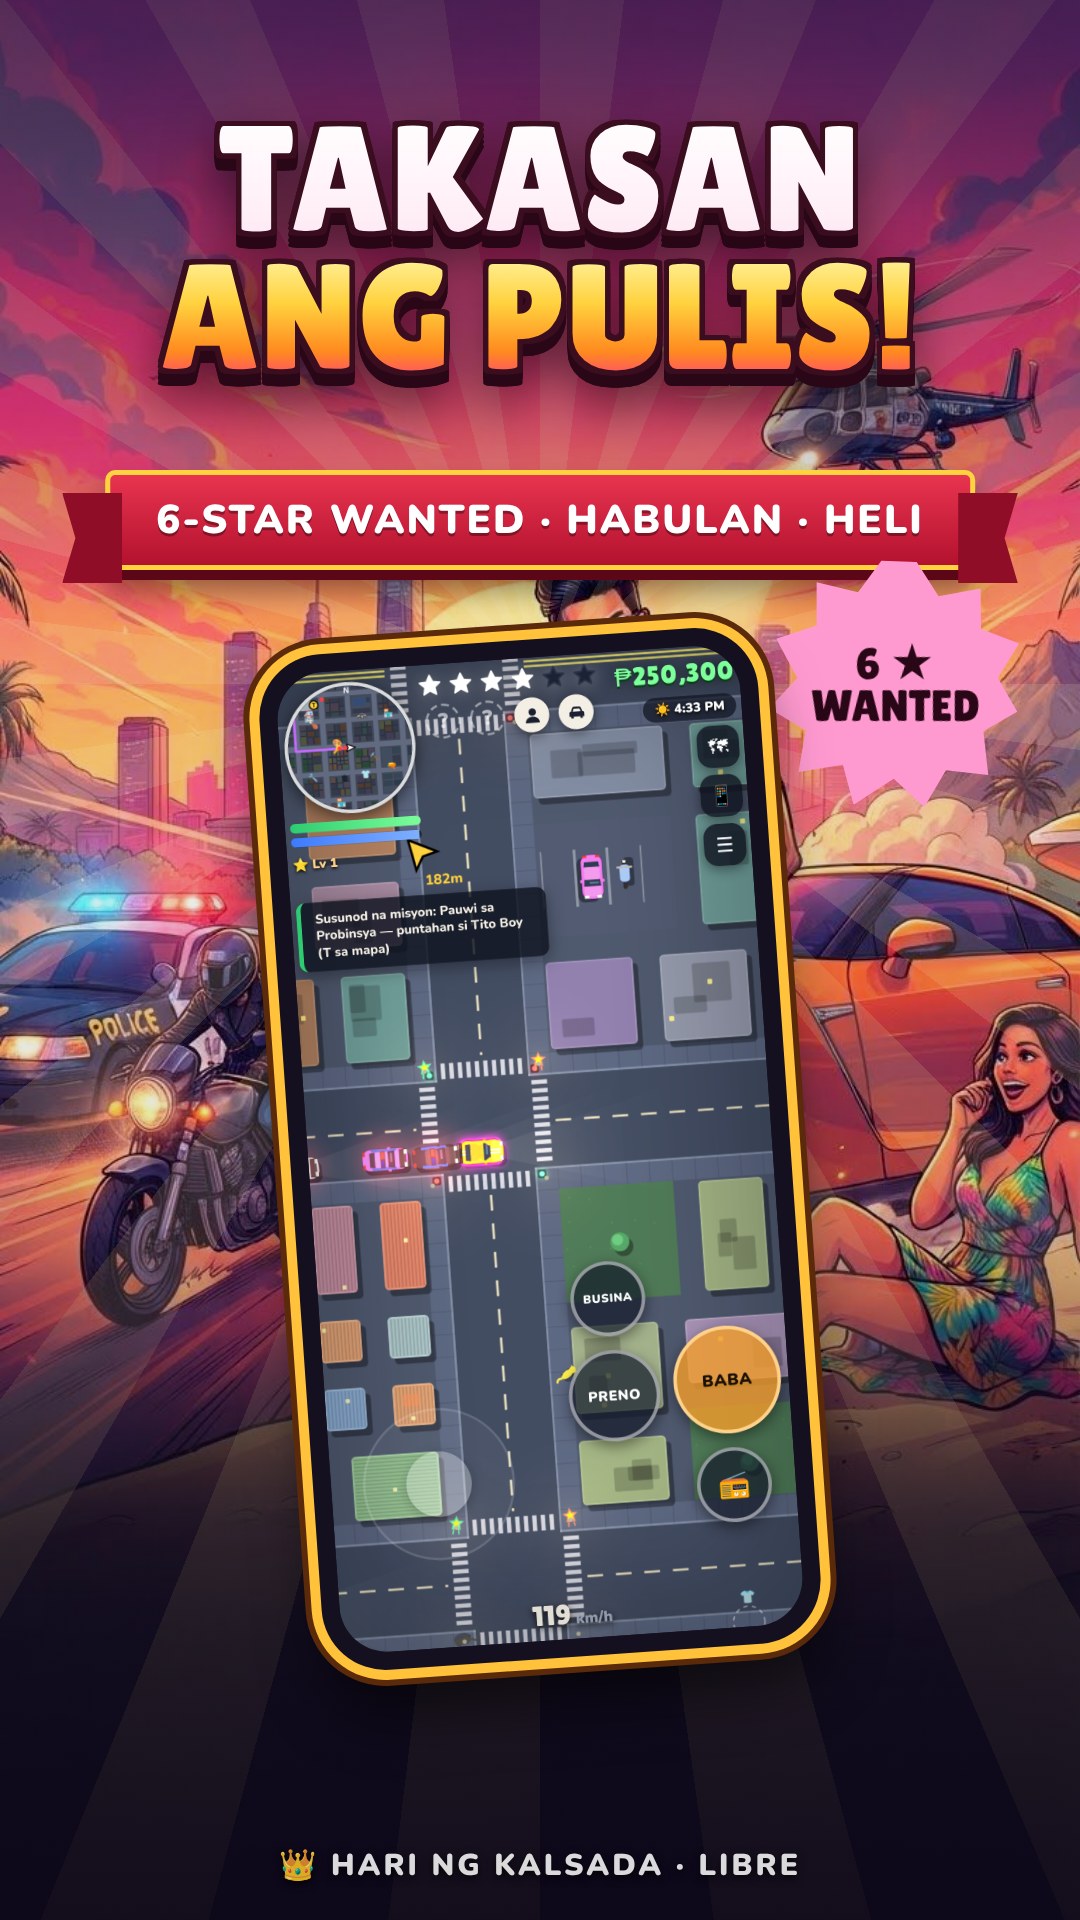 TAKASAN
ANG PULIS!
6-STAR WANTED · HABULAN · HELI
6 ★
WANTED
₱250,300
4:33 PM
N
Lv 1
182m
Susunod na misyon: Pauwi sa
Probinsya — puntahan si Tito Boy
(T sa mapa)
POLICE
BUSINA
PRENO
BABA
119 km/h
HARI NG KALSADA · LIBRE